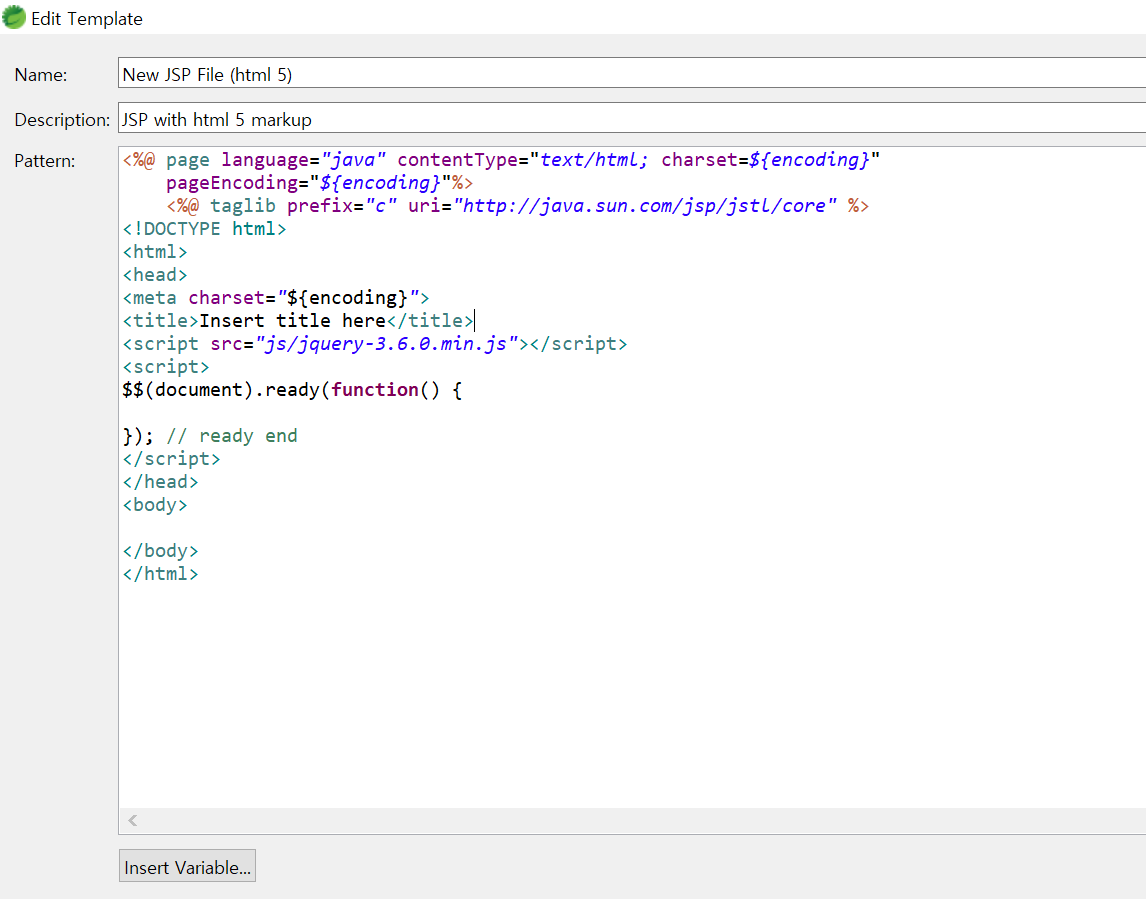 Edit Template
Name:
New JSP File (html 5)
Description:
JSP with html 5 markup
Pattern:
<%@ page language="java" contentType="text/html; charset=${encoding}"
    pageEncoding="${encoding}"%>
    <%@ taglib prefix="c" uri="http://java.sun.com/jsp/jstl/core" %>
<!DOCTYPE html>
<html>
<head>
<meta charset="${encoding}">
<title>Insert title here</title>
<script src="js/jquery-3.6.0.min.js"></script>
<script>
$$(document).ready(function() {

}); // ready end
</script>
</head>
<body>

</body>
</html>
Insert Variable...